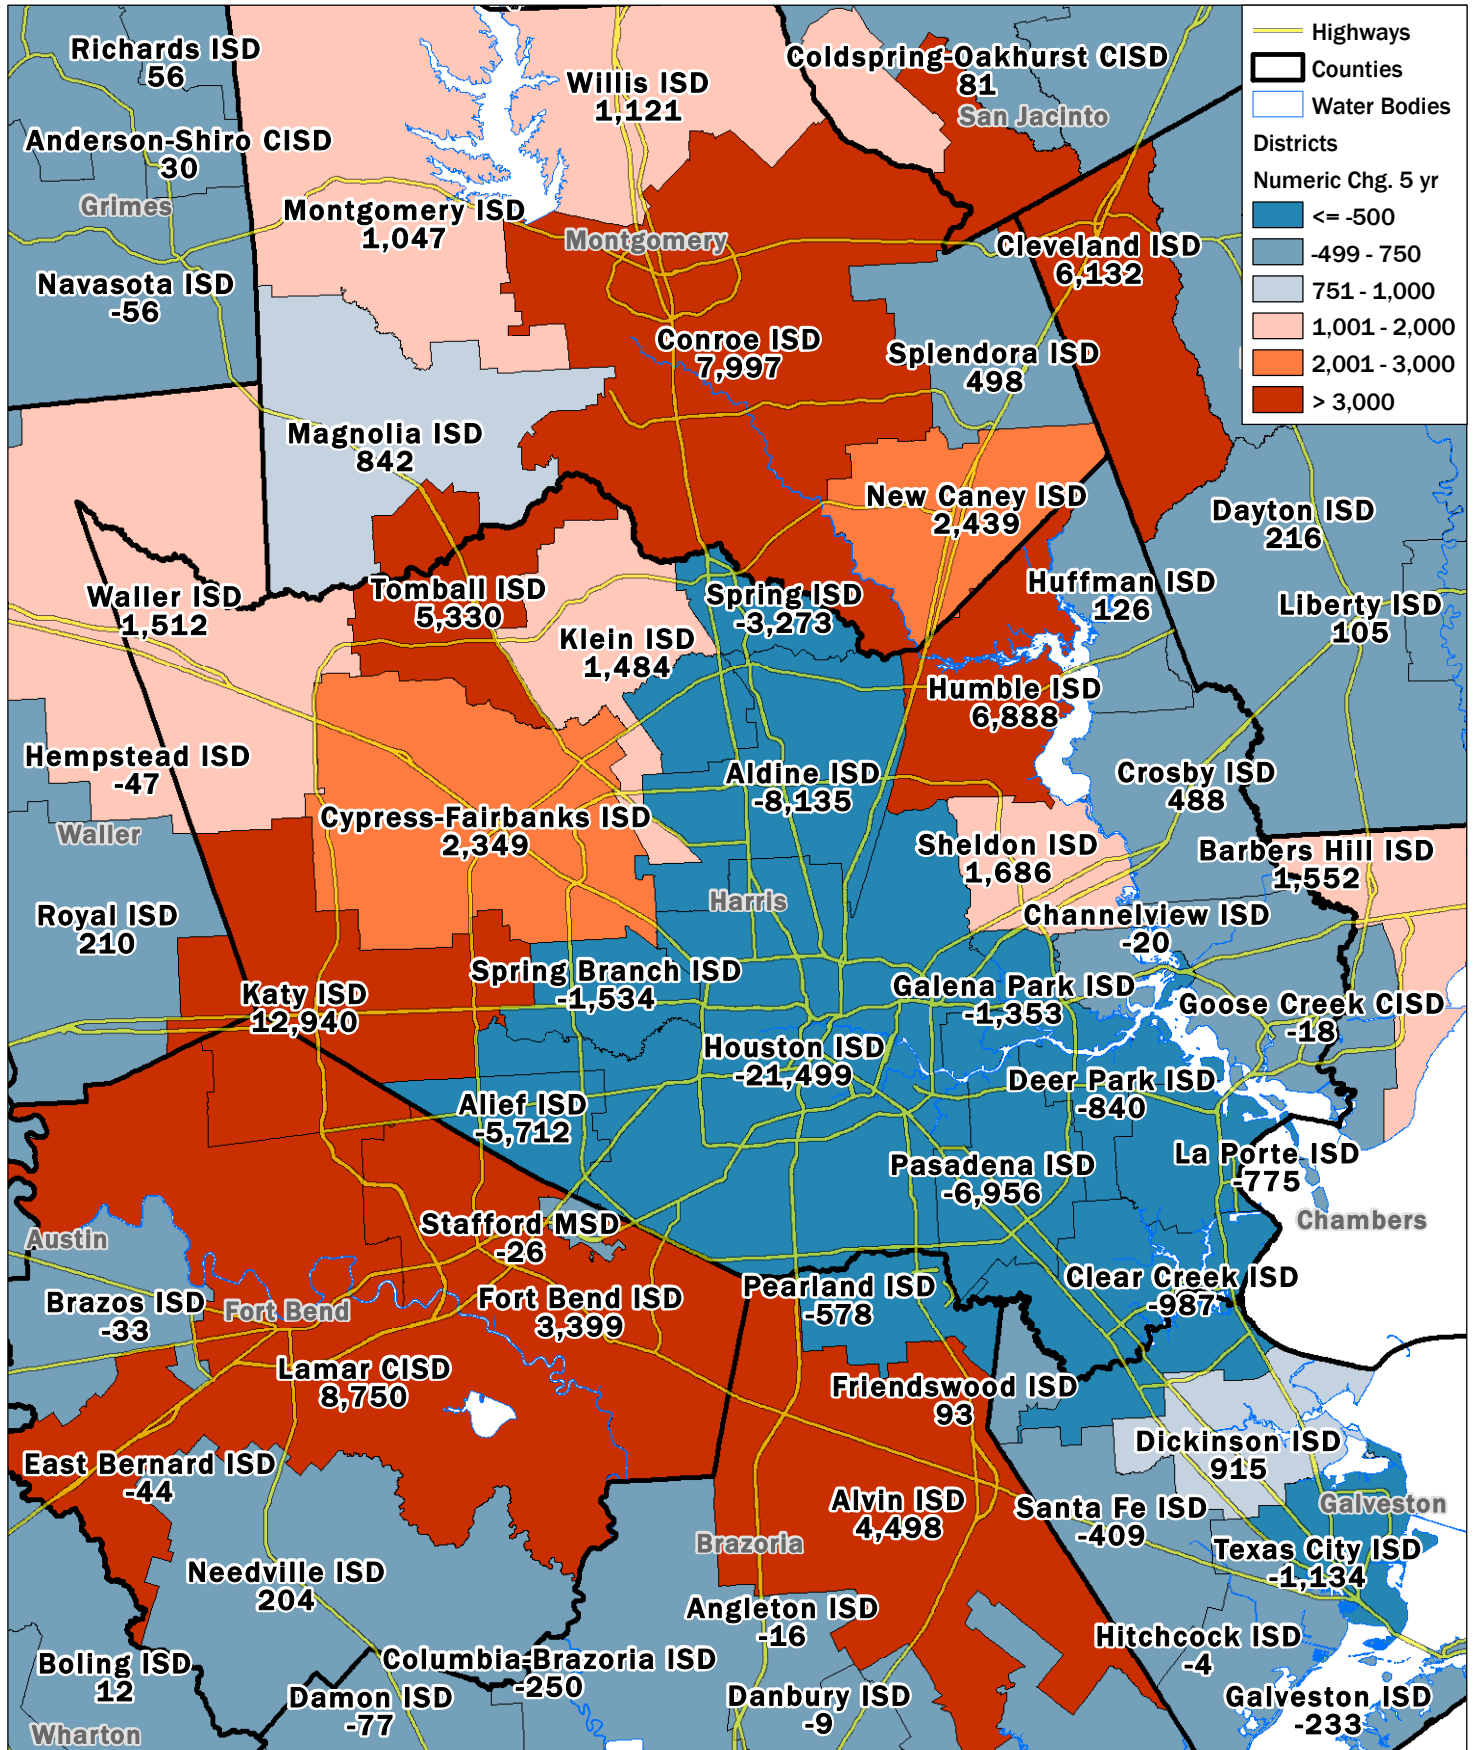 Richards ISD
56
Willis ISD
1,121
Coldspring-Oakhurst CISD
81
San Jacinto
Highways
Counties
Water Bodies
Districts
Numeric Chg. 5 yr
<= -500
-499 - 750
751 - 1,000
1,001 - 2,000
2,001 - 3,000
> 3,000
Anderson-Shiro CISD
30
Grimes
Montgomery ISD
1,047
Montgomery
Cleveland ISD
6,132
Navasota ISD
-56
Conroe ISD
7,997
Splendora ISD
498
Magnolia ISD
842
New Caney ISD
2,439
Dayton ISD
216
Waller ISD
1,512
Tomball ISD
5,330
Spring ISD
-3,273
Huffman ISD
126
Liberty ISD
105
Klein ISD
1,484
Humble ISD
6,888
Hempstead ISD
-47
Aldine ISD
-8,135
Crosby ISD
488
Waller
Cypress-Fairbanks ISD
2,349
Sheldon ISD
1,686
Barbers Hill ISD
1,552
Harris
Royal ISD
210
Channelview ISD
-20
Katy ISD
12,940
Spring Branch ISD
-1,534
Galena Park ISD
-1,353
Goose Creek CISD
-18
Houston ISD
-21,499
Deer Park ISD
-840
Alief ISD
-5,712
Pasadena ISD
-6,956
La Porte ISD
-775
Chambers
Stafford MSD
-26
Austin
Brazos ISD
-33
Fort Bend
Fort Bend ISD
3,399
Pearland ISD
-578
Clear Creek ISD
-987
Lamar CISD
8,750
Friendswood ISD
93
East Bernard ISD
-44
Dickinson ISD
915
Alvin ISD
4,498
Santa Fe ISD
-409
Galveston
Brazoria
Texas City ISD
-1,134
Needville ISD
204
Angleton ISD
-16
Hitchcock ISD
-4
Boling ISD
12
Columbia-Brazoria ISD
-250
Damon ISD
-77
Danbury ISD
-9
Galveston ISD
-233
Wharton